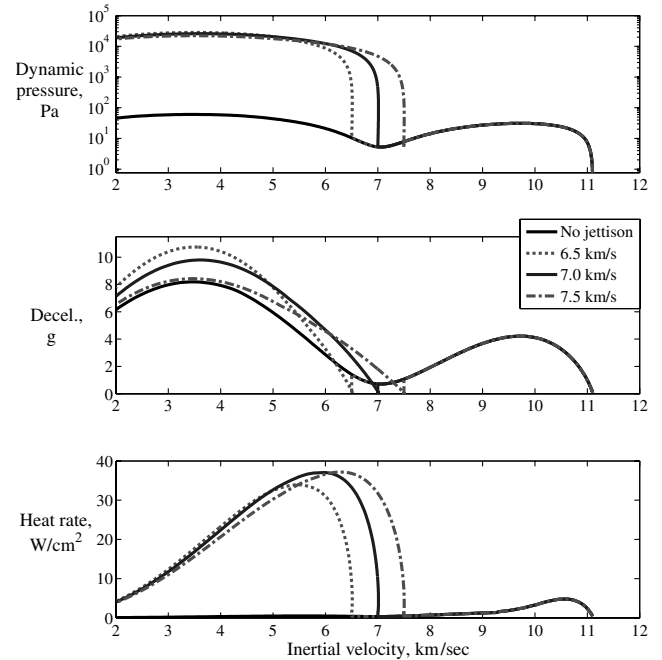 10^5
10^4
10^3
10^2
10^1
10^0
Dynamic
pressure,
Pa
2 3 4 5 6 7 8 9 10 11 12
No jettison
6.5 km/s
7.0 km/s
7.5 km/s
10
8
6
4
2
0
Decel.,
g
2 3 4 5 6 7 8 9 10 11 12
40
30
20
10
0
Heat rate,
W/cm^2
2 3 4 5 6 7 8 9 10 11 12
Inertial velocity, km/sec